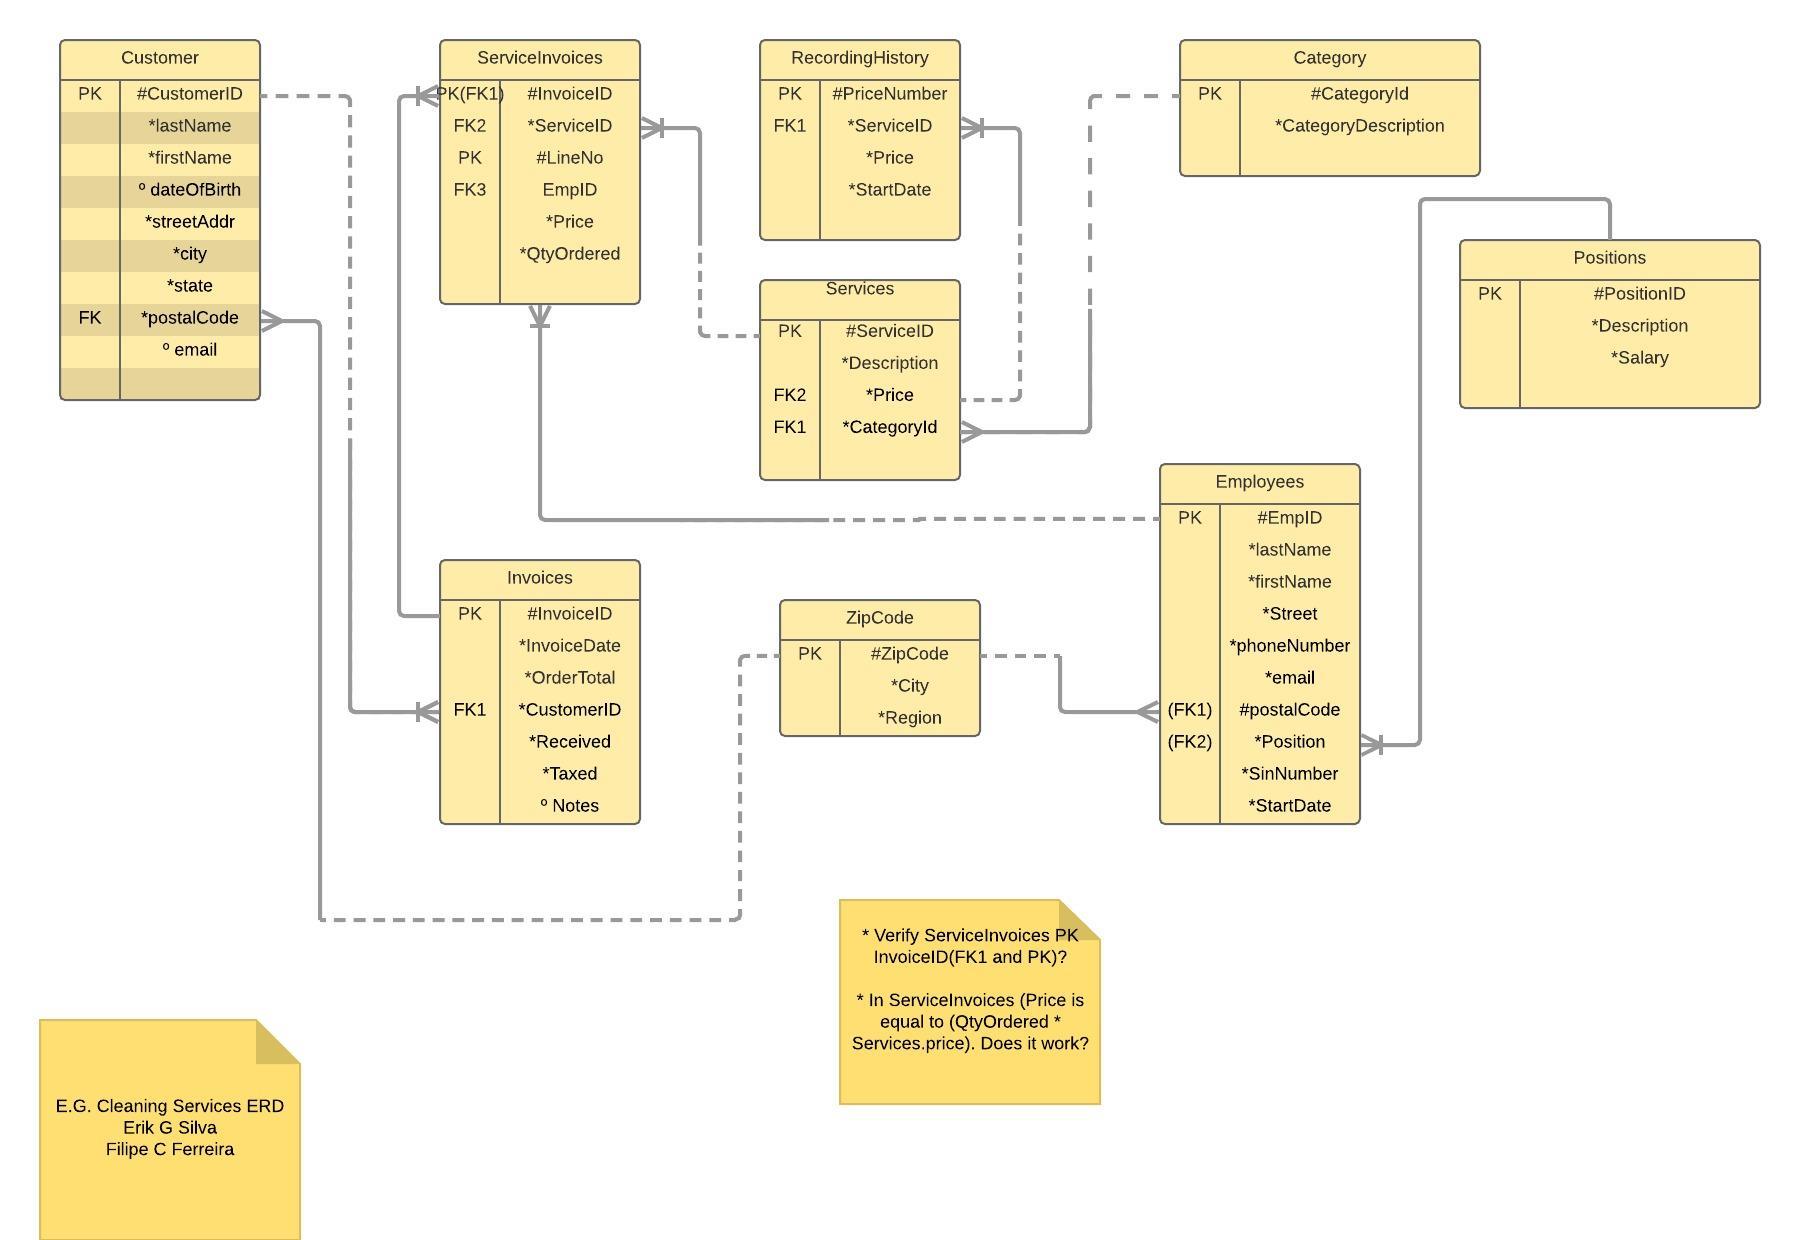 Customer
PK #CustomerID
*lastName
*firstName
º dateOfBirth
*streetAddr
*city
*state
FK *postalCode
º email
ServiceInvoices
PK(FK1) #InvoiceID
FK2 *ServiceID
PK #LineNo
FK3 EmpID
*Price
*QtyOrdered
RecordingHistory
PK #PriceNumber
FK1 *ServiceID
*Price
*StartDate
Category
PK #CategoryId
*CategoryDescription
Positions
PK #PositionID
*Description
*Salary
Services
PK #ServiceID
*Description
FK2 *Price
FK1 *CategoryId
Employees
PK #EmpID
*lastName
*firstName
*Street
*phoneNumber
*email
(FK1) #postalCode
(FK2) *Position
*SinNumber
*StartDate
Invoices
PK #InvoiceID
*InvoiceDate
*OrderTotal
FK1 *CustomerID
*Received
*Taxed
º Notes
ZipCode
PK #ZipCode
*City
*Region
* Verify ServiceInvoices PK
InvoiceID(FK1 and PK)?
* In ServiceInvoices (Price is
equal to (QtyOrdered *
Services.price). Does it work?
E.G. Cleaning Services ERD
Erik G Silva
Filipe C Ferreira